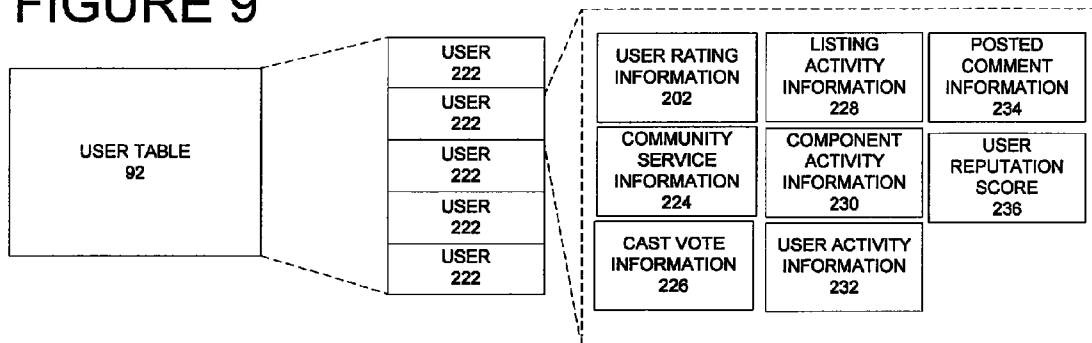 FIGURE 9
USER TABLE
92
USER
222
USER
222
USER
222
USER
222
USER
222
USER RATING
INFORMATION
202
LISTING
ACTIVITY
INFORMATION
228
POSTED
COMMENT
INFORMATION
234
COMMUNITY
SERVICE
INFORMATION
224
COMPONENT
ACTIVITY
INFORMATION
230
USER
REPUTATION
SCORE
236
CAST VOTE
INFORMATION
226
USER ACTIVITY
INFORMATION
232